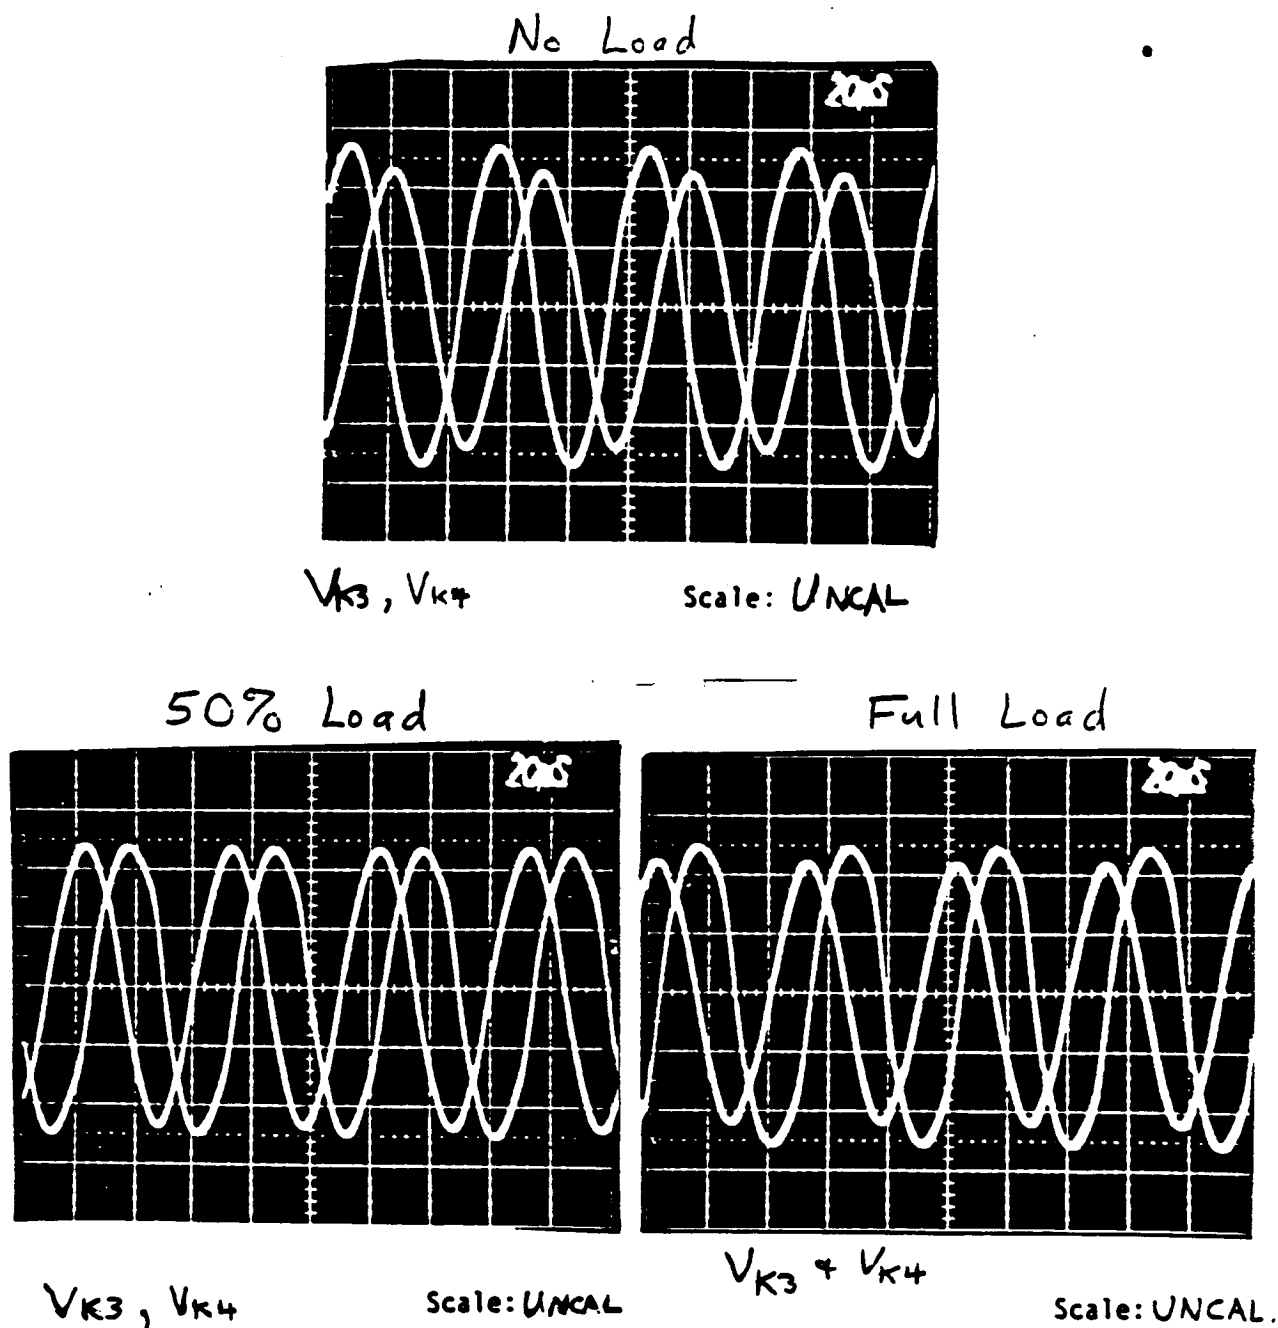 No Load
20µS
VK3, VK4
Scale: UNCAL
50% Load
Full Load
20µS
20µS
VK3, VK4
Scale: UNCAL
VK3 & VK4
Scale: UNCAL.